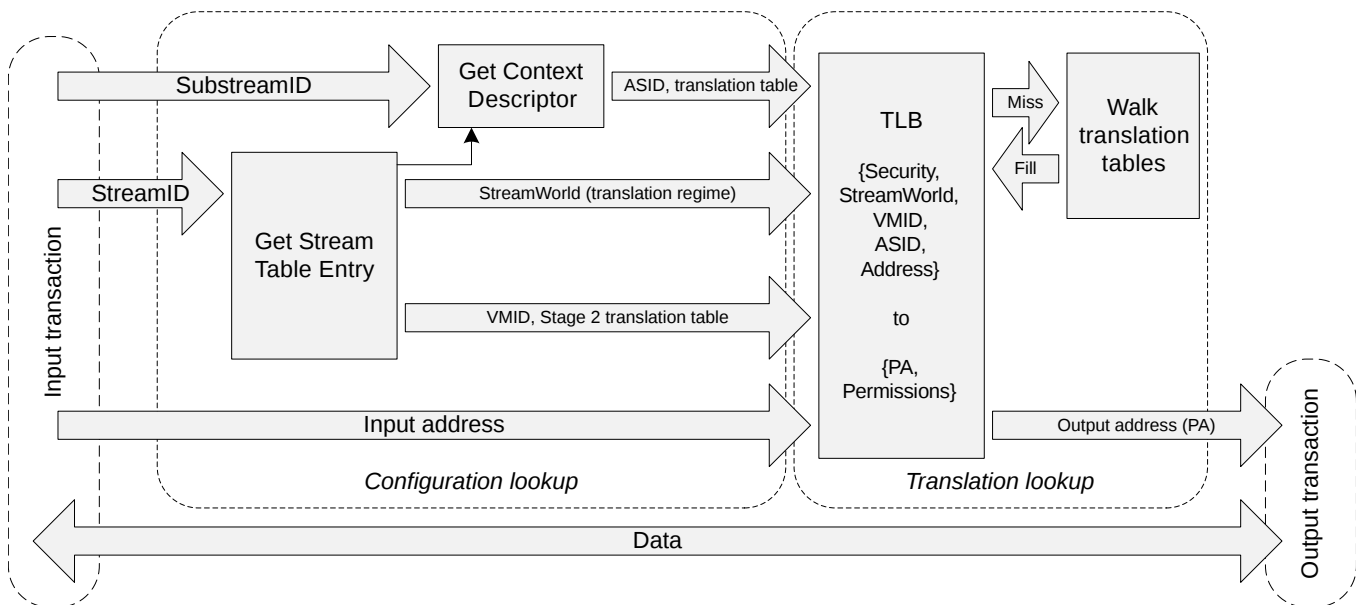 Input transaction
SubstreamID
Get Context
Descriptor
ASID, translation table
StreamID
Get Stream
Table Entry
StreamWorld (translation regime)
VMID, Stage 2 translation table
Input address
Configuration lookup
TLB
{Security,
StreamWorld,
VMID,
ASID,
Address}
to
{PA,
Permissions}
Miss
Fill
Walk
translation
tables
Output address (PA)
Translation lookup
Data
Output transaction